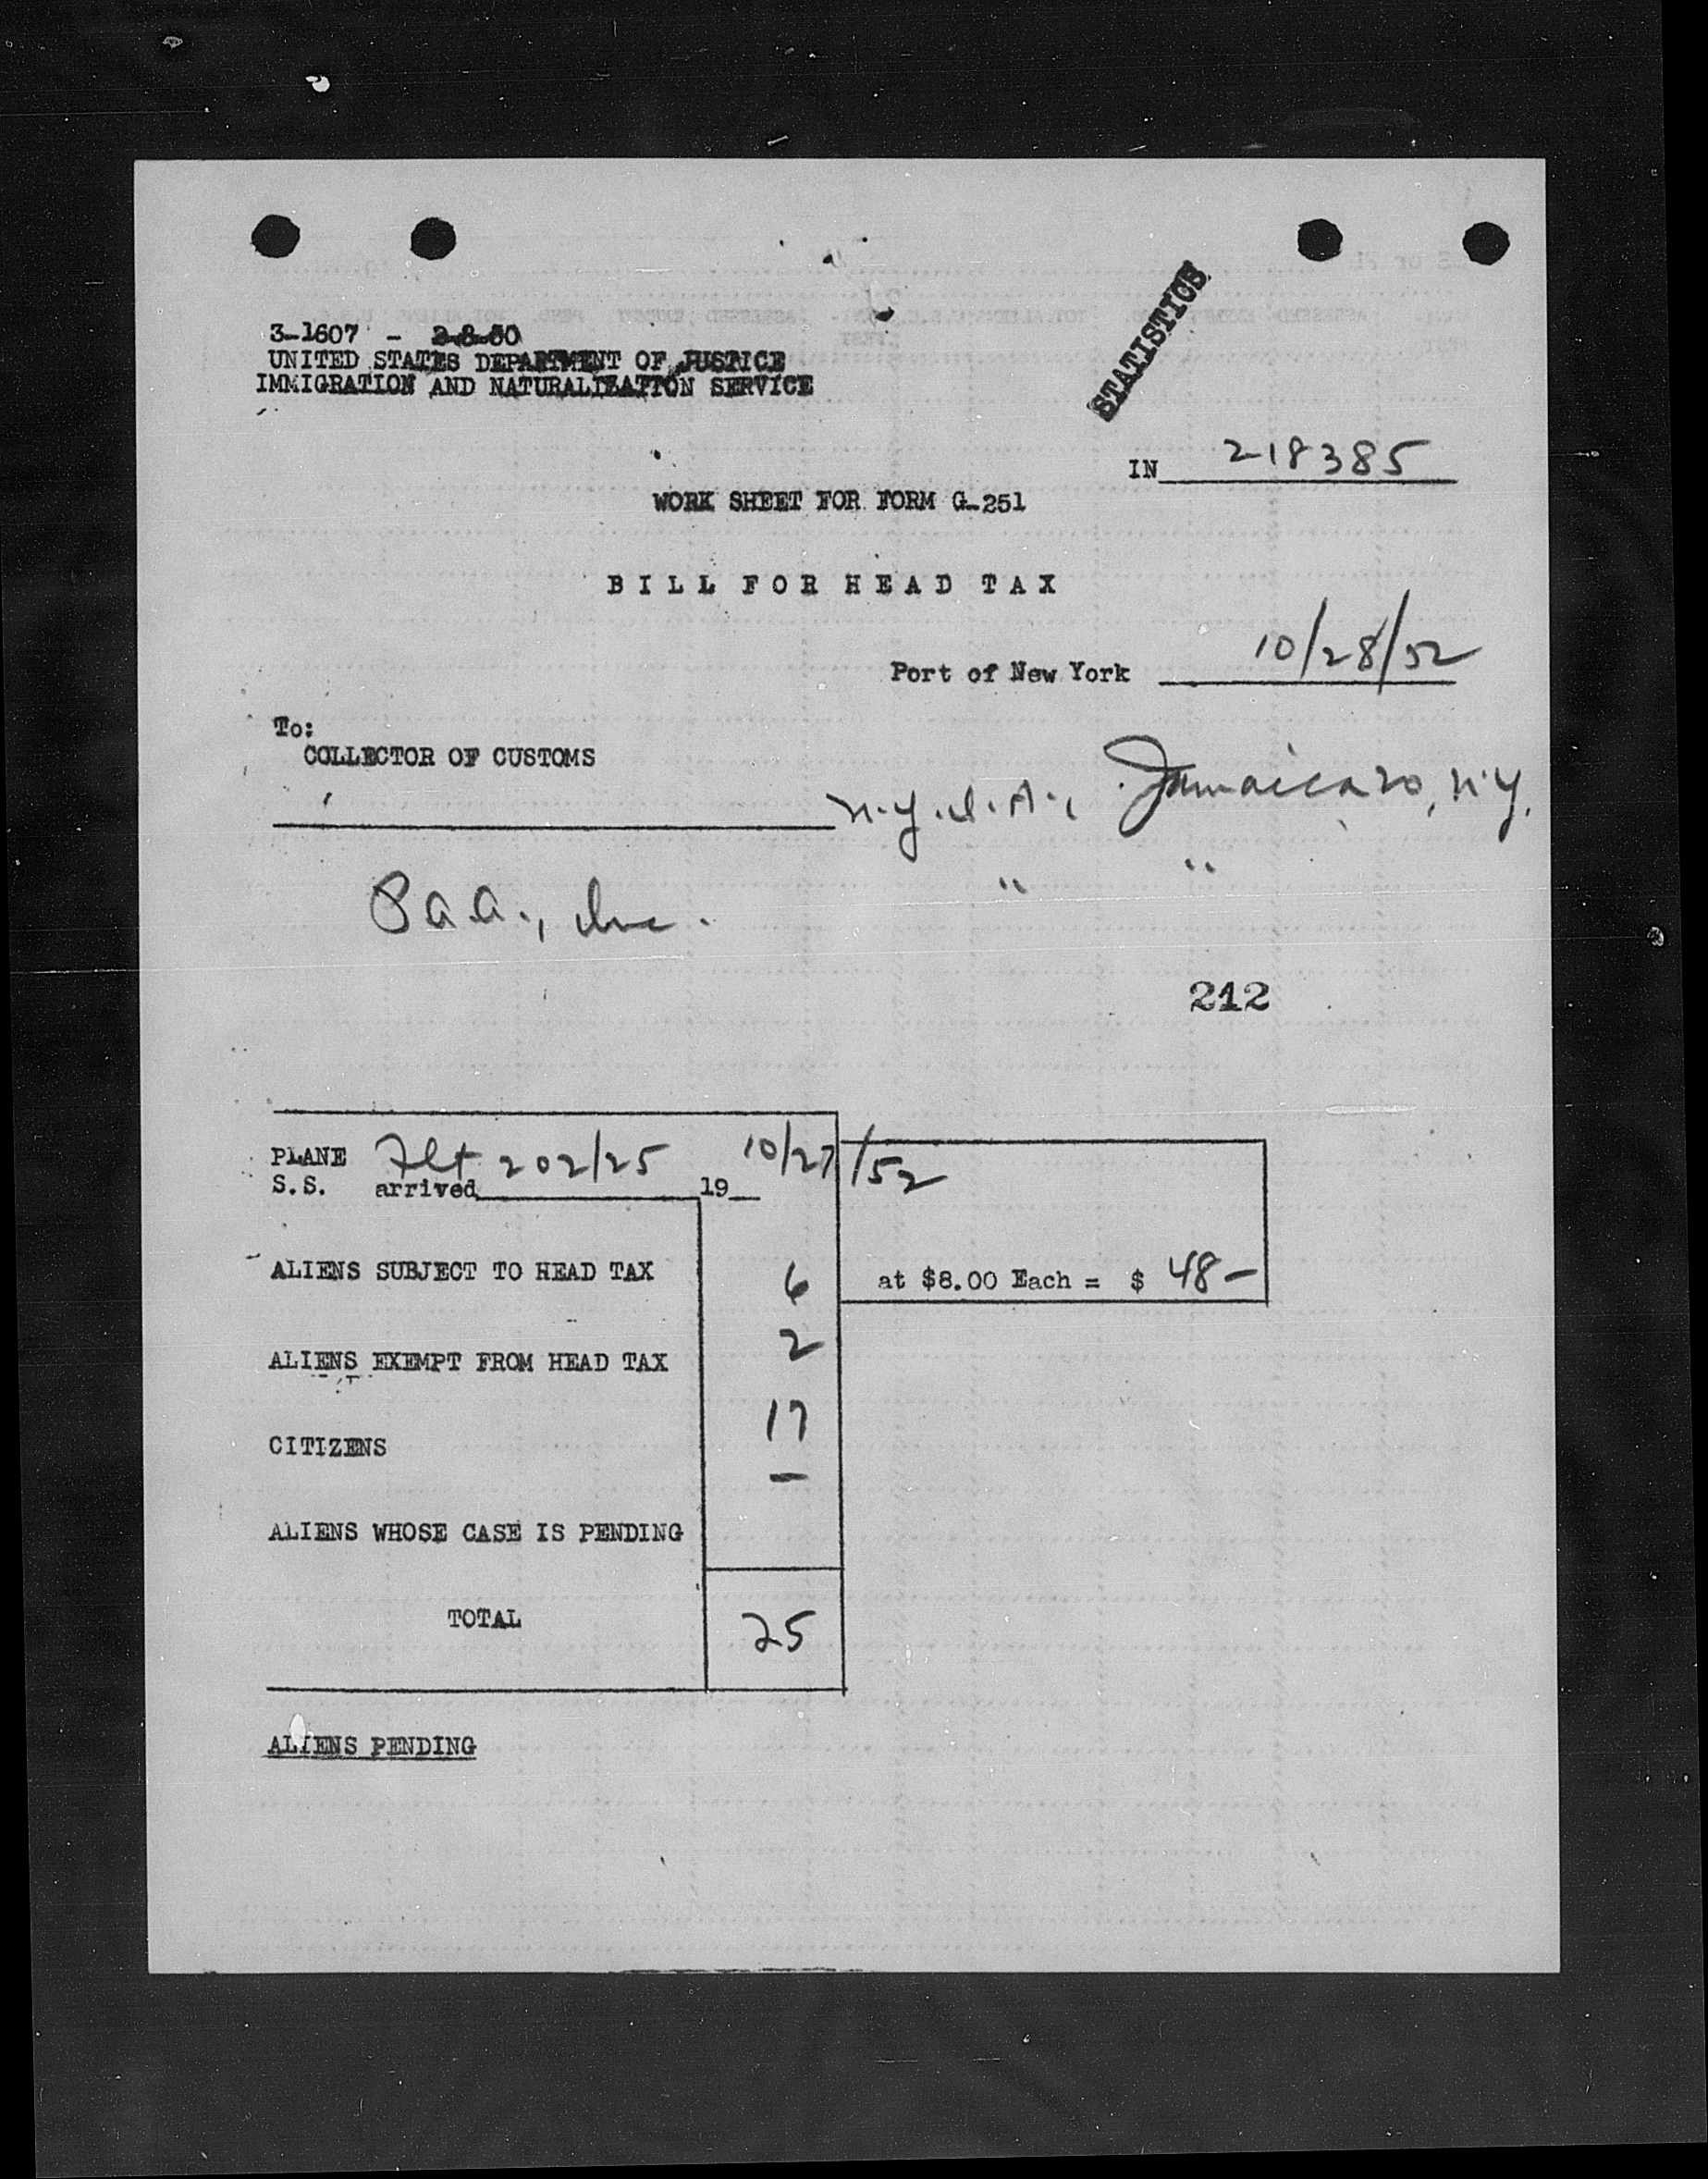 STATISTICS
3-1607 - 2-8-50
UNITED STATES DEPARTMENT OF JUSTICE
IMMIGRATION AND NATURALIZATION SERVICE
IN 218385
WORK SHEET FOR FORM G-251
BILL FOR HEAD TAX
Port of New York 10/28/52
To:
COLLECTOR OF CUSTOMS
N.Y.I.A., Jamaica 20, N.Y.
P a a., Inc. " "
212
PLANE Flt 202/25 10/27/52
S.S. arrived 19
ALIENS SUBJECT TO HEAD TAX 6 at $8.00 Each = $ 48 -
ALIENS EXEMPT FROM HEAD TAX 2
CITIZENS 17
ALIENS WHOSE CASE IS PENDING -
TOTAL 25
ALIENS PENDING